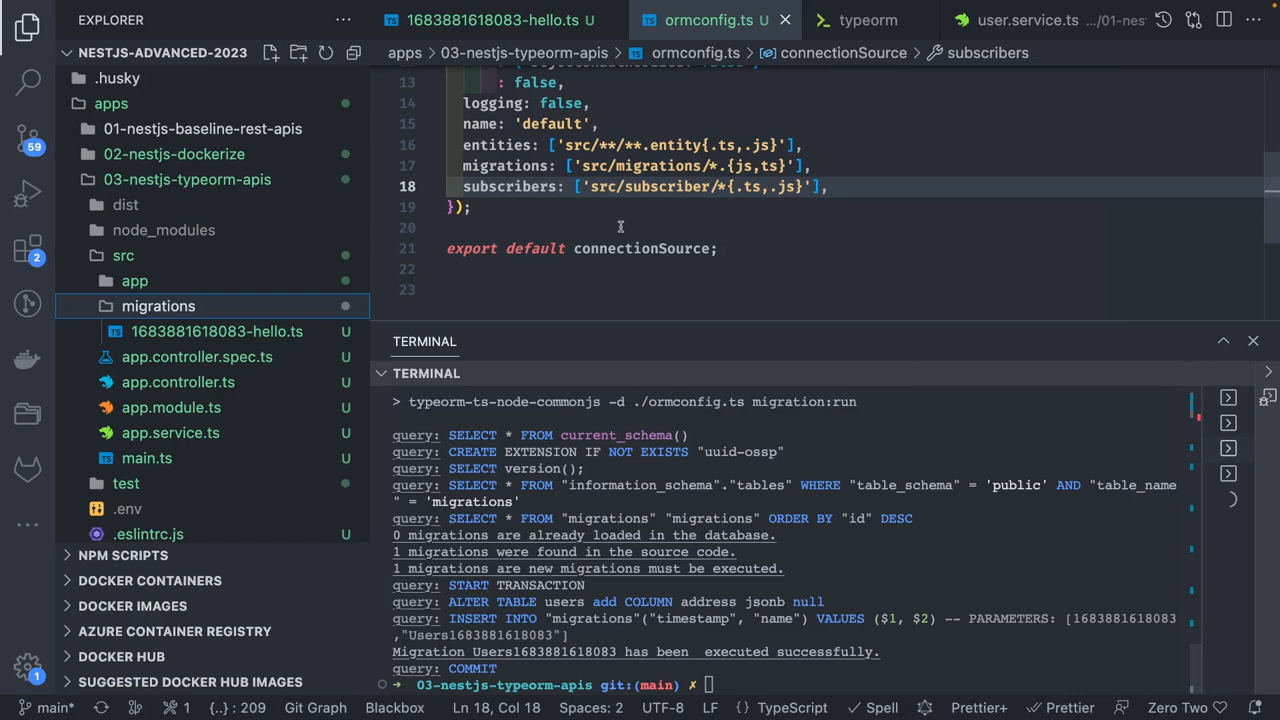 EXPLORER
1683881618083-hello.ts U
ormconfig.ts U
typeorm
user.service.ts .../01-nes
NESTJS-ADVANCED-2023
apps 03-nestjs-typeorm-apis ormconfig.ts connectionSource subscribers
.husky
apps
01-nestjs-baseline-rest-apis
02-nestjs-dockerize
03-nestjs-typeorm-apis
dist
node_modules
src
app
migrations
1683881618083-hello.ts U
app.controller.spec.ts U
app.controller.ts U
app.module.ts U
app.service.ts U
main.ts U
test
.env
.eslintrc.js U
NPM SCRIPTS
DOCKER CONTAINERS
DOCKER IMAGES
AZURE CONTAINER REGISTRY
DOCKER HUB
SUGGESTED DOCKER HUB IMAGES
59
2
1
13 : false,
14 logging: false,
15 name: 'default',
16 entities: ['src/**/**.entity{.ts,.js}'],
17 migrations: ['src/migrations/*.{js,ts}'],
18 subscribers: ['src/subscriber/*{.ts,.js}'],
19 });
20
21 export default connectionSource;
22
23
TERMINAL
TERMINAL
> typeorm-ts-node-commonjs -d ./ormconfig.ts migration:run
query: SELECT * FROM current_schema()
query: CREATE EXTENSION IF NOT EXISTS "uuid-ossp"
query: SELECT version();
query: SELECT * FROM "information_schema"."tables" WHERE "table_schema" = 'public' AND "table_name
" = 'migrations'
query: SELECT * FROM "migrations" "migrations" ORDER BY "id" DESC
0 migrations are already loaded in the database.
1 migrations were found in the source code.
1 migrations are new migrations must be executed.
query: START TRANSACTION
query: ALTER TABLE users add COLUMN address jsonb null
query: INSERT INTO "migrations"("timestamp", "name") VALUES ($1, $2) -- PARAMETERS: [1683881618083
,"Users1683881618083"]
Migration Users1683881618083 has been  executed successfully.
query: COMMIT
➜ 03-nestjs-typeorm-apis git:(main) ✗
main* 1 {..} : 209 Git Graph Blackbox Ln 18, Col 18 Spaces: 2 UTF-8 LF {} TypeScript Spell Prettier+ Prettier Zero Two